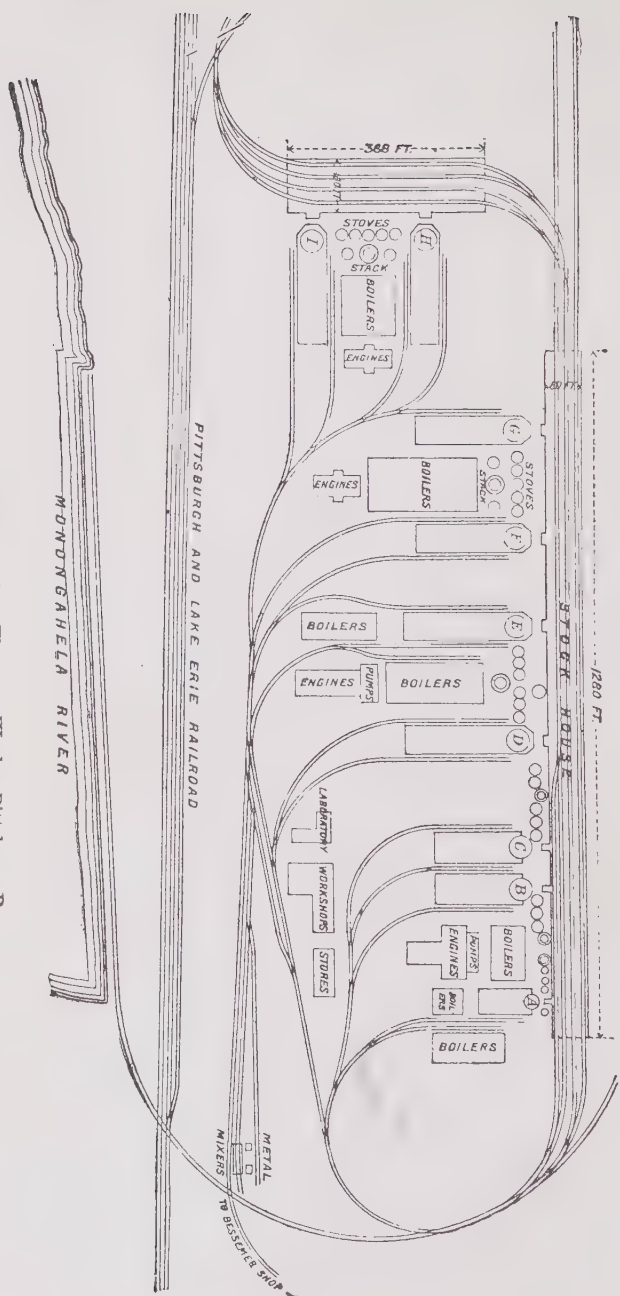 368 FT.
STOVES
I
H
STACK
BOILERS
ENGINES
G
STOVES
STACK
BOILERS
ENGINES
F
E
BOILERS
ENGINES
PUMPS
BOILERS
D
STOCK HOUSE
1280 FT.
LABORATORY
WORKSHOPS
STORES
C
B
BOILERS
PUMPS
ENGINES
BOIL
ERS
A
BOILERS
PITTSBURGH AND LAKE ERIE RAILROAD
MONONGAHELA RIVER
METAL
MIXERS
TO BESSEMER SHOP